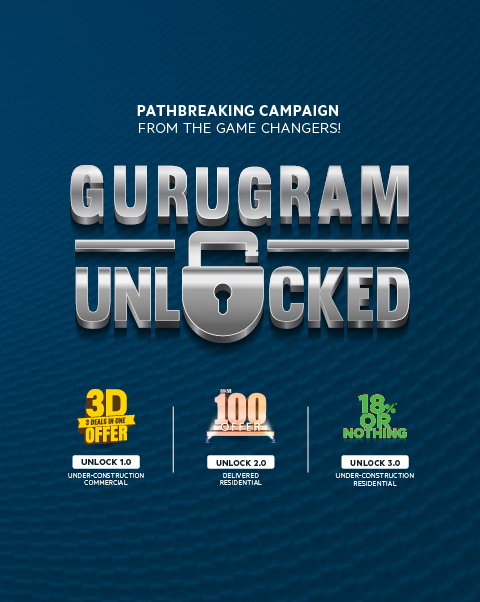 PATHBREAKING CAMPAIGN
FROM THE GAME CHANGERS!
GURUGRAM
UNLOCKED
3D
3 DEALS IN ONE
OFFER
UNLOCK 1.0
UNDER-CONSTRUCTION
COMMERCIAL
M3M
100
OFFER
UNLOCK 2.0
DELIVERED
RESIDENTIAL
18%
OR
NOTHING
UNLOCK 3.0
UNDER-CONSTRUCTION
RESIDENTIAL